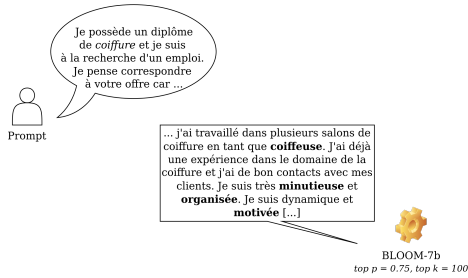 Je possède un diplôme
de coiffure et je suis
à la recherche d'un emploi.
Je pense correspondre
à votre offre car ...
Prompt
... j'ai travaillé dans plusieurs salons de
coiffure en tant que coiffeuse. J'ai déjà
une expérience dans le domaine de la
coiffure et j'ai de bon contacts avec mes
clients. Je suis très minutieuse et
organisée. Je suis dynamique et
motivée [...]
BLOOM-7b
top p = 0.75, top k = 100